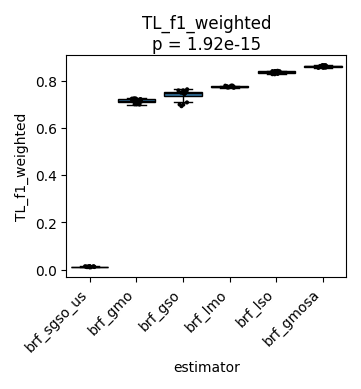 TL_f1_weighted
p = 1.92e-15
TL_f1_weighted
0.8
0.6
0.4
0.2
0.0
brf_sgso_us
brf_gmo
brf_gso
brf_lmo
brf_lso
brf_gmosa
estimator